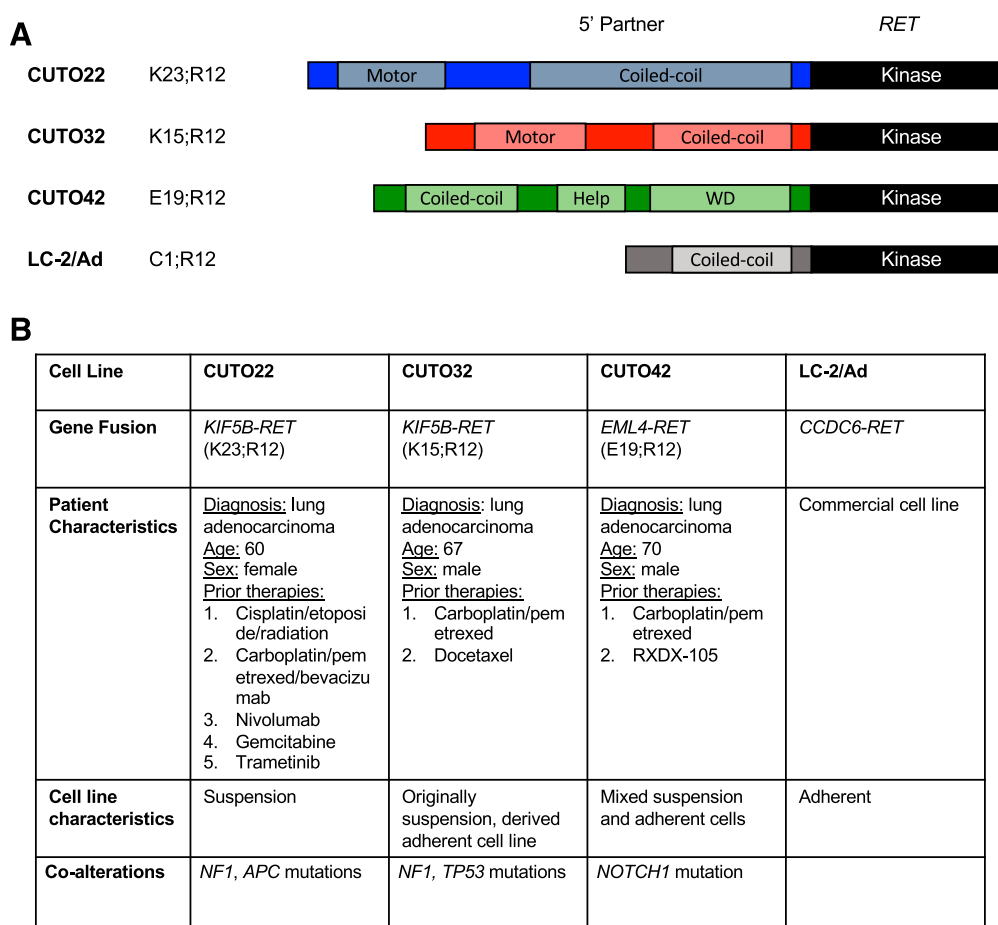 A
5’ Partner RET
CUTO22 K23;R12 Motor Coiled-coil Kinase
CUTO32 K15;R12 Motor Coiled-coil Kinase
CUTO42 E19;R12 Coiled-coil Help WD Kinase
LC-2/Ad C1;R12 Coiled-coil Kinase
B
Cell Line
CUTO22
CUTO32
CUTO42
LC-2/Ad
Gene Fusion
KIF5B-RET
(K23;R12)
KIF5B-RET
(K15;R12)
EML4-RET
(E19;R12)
CCDC6-RET
Patient
Characteristics
Diagnosis: lung
adenocarcinoma
Age: 60
Sex: female
Prior therapies:
1. Cisplatin/etoposi
de/radiation
2. Carboplatin/pem
etrexed/bevacizu
mab
3. Nivolumab
4. Gemcitabine
5. Trametinib
Diagnosis: lung
adenocarcinoma
Age: 67
Sex: male
Prior therapies:
1. Carboplatin/pem
etrexed
2. Docetaxel
Diagnosis: lung
adenocarcinoma
Age: 70
Sex: male
Prior therapies:
1. Carboplatin/pem
etrexed
2. RXDX-105
Commercial cell line
Cell line
characteristics
Suspension
Originally
suspension, derived
adherent cell line
Mixed suspension
and adherent cells
Adherent
Co-alterations
NF1, APC mutations
NF1, TP53 mutations
NOTCH1 mutation